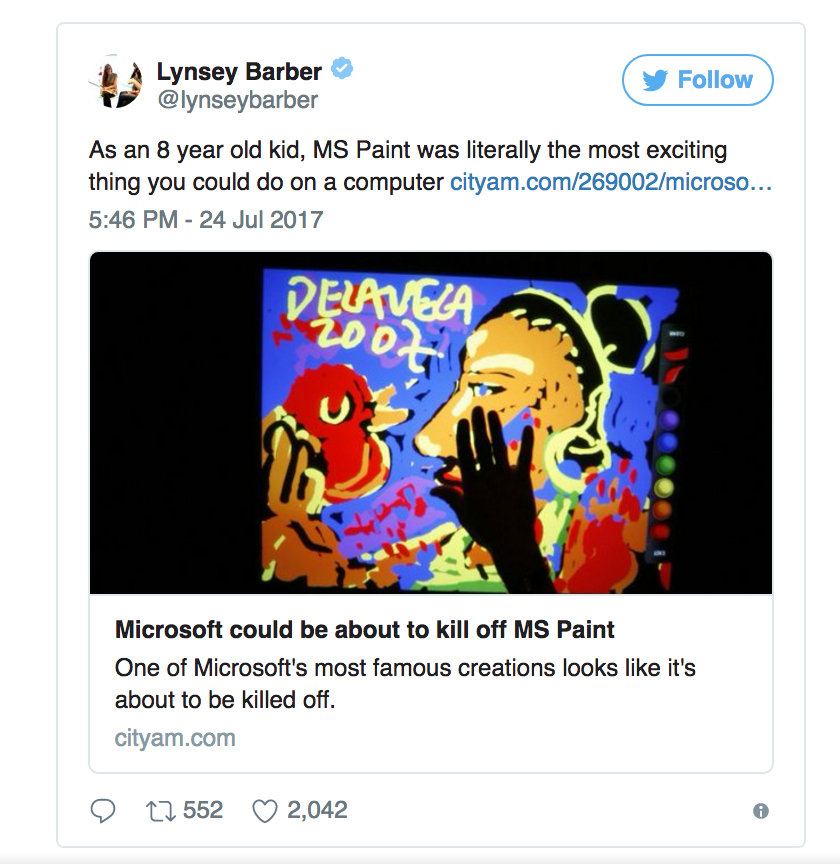 Lynsey Barber
@lynseybarber
Follow
As an 8 year old kid, MS Paint was literally the most exciting
thing you could do on a computer cityam.com/269002/microso…
5:46 PM - 24 Jul 2017
DELAVEGA
2007
Microsoft could be about to kill off MS Paint
One of Microsoft's most famous creations looks like it's
about to be killed off.
cityam.com
552 2,042